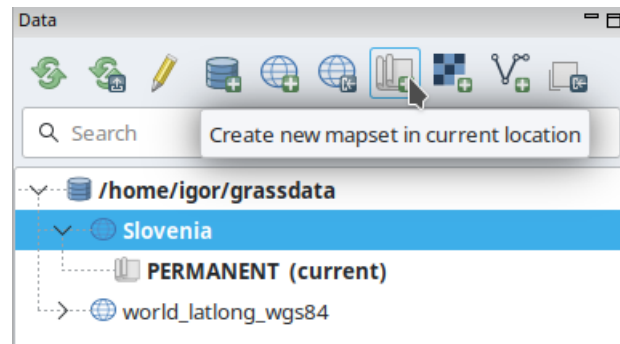 Data
Search
Create new mapset in current location
/home/igor/grassdata
Slovenia
PERMANENT (current)
world_latlong_wgs84